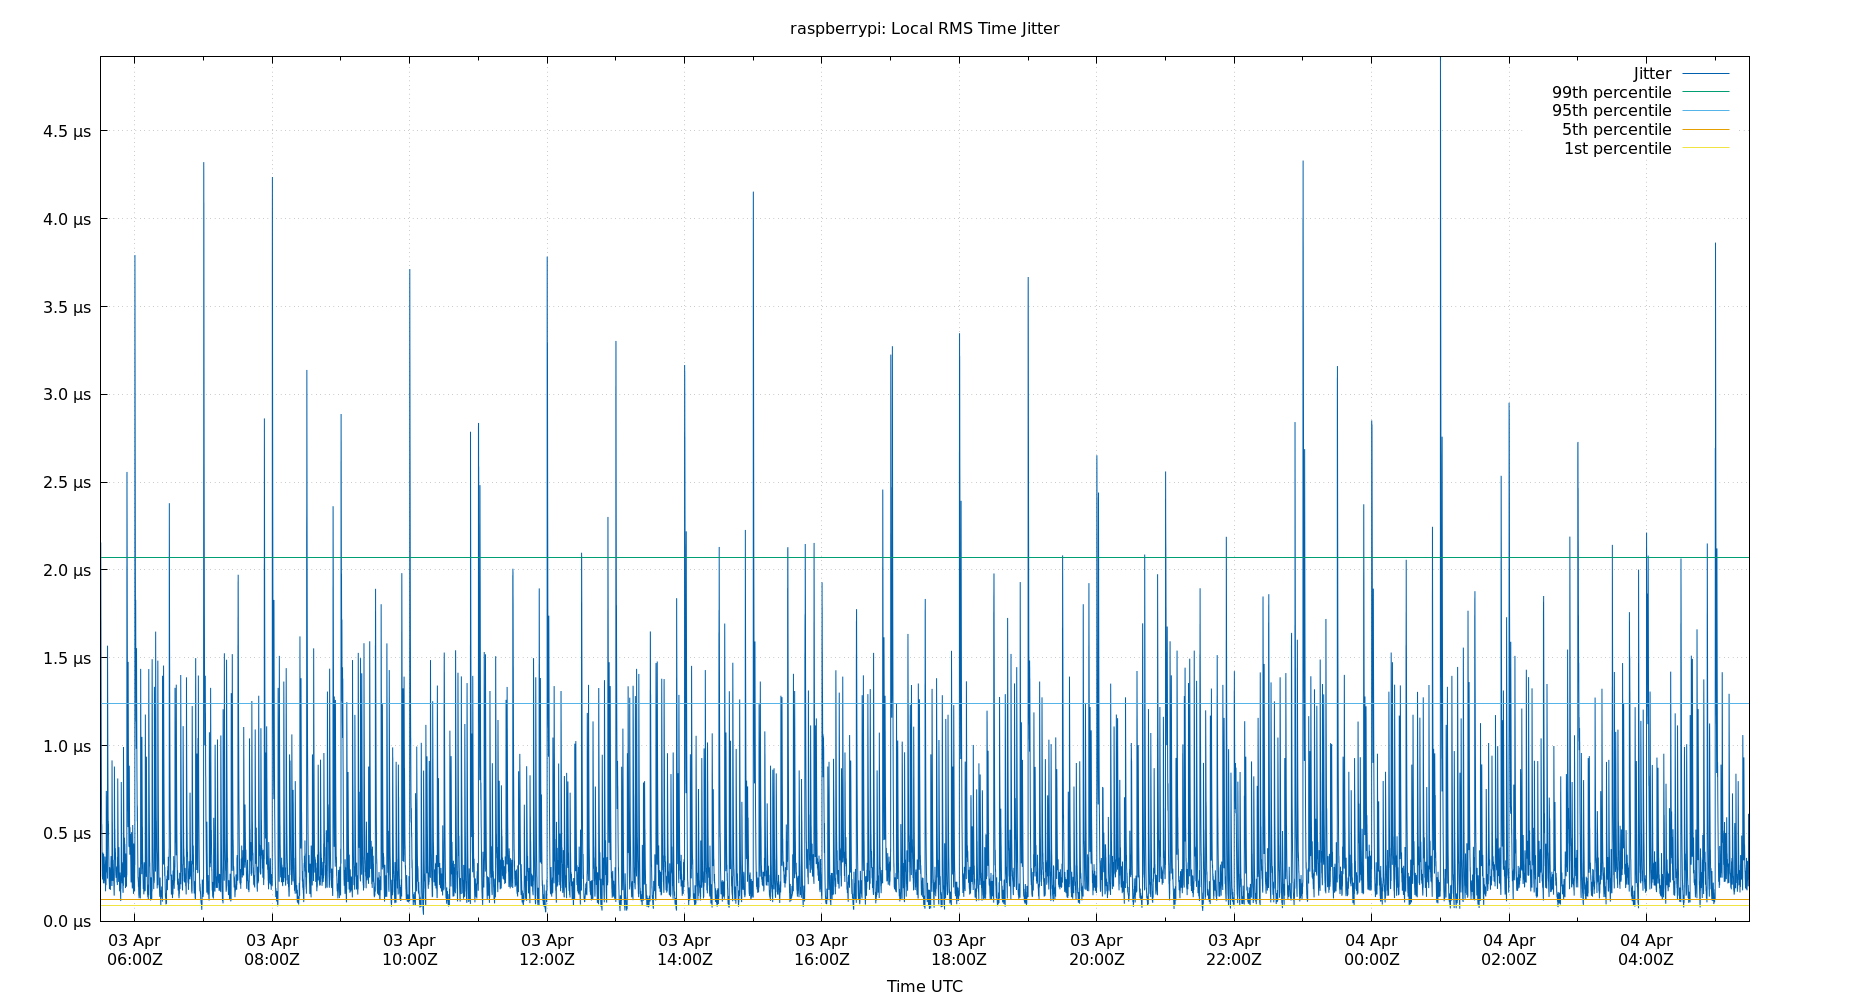 raspberrypi: Local RMS Time Jitter
Jitter
99th percentile
95th percentile
5th percentile
1st percentile
4.5 µs
4.0 µs
3.5 µs
3.0 µs
2.5 µs
2.0 µs
1.5 µs
1.0 µs
0.5 µs
0.0 µs
03 Apr 03 Apr 03 Apr 03 Apr 03 Apr 03 Apr 03 Apr 03 Apr 03 Apr 04 Apr 04 Apr 04 Apr
06:00Z 08:00Z 10:00Z 12:00Z 14:00Z 16:00Z 18:00Z 20:00Z 22:00Z 00:00Z 02:00Z 04:00Z
Time UTC